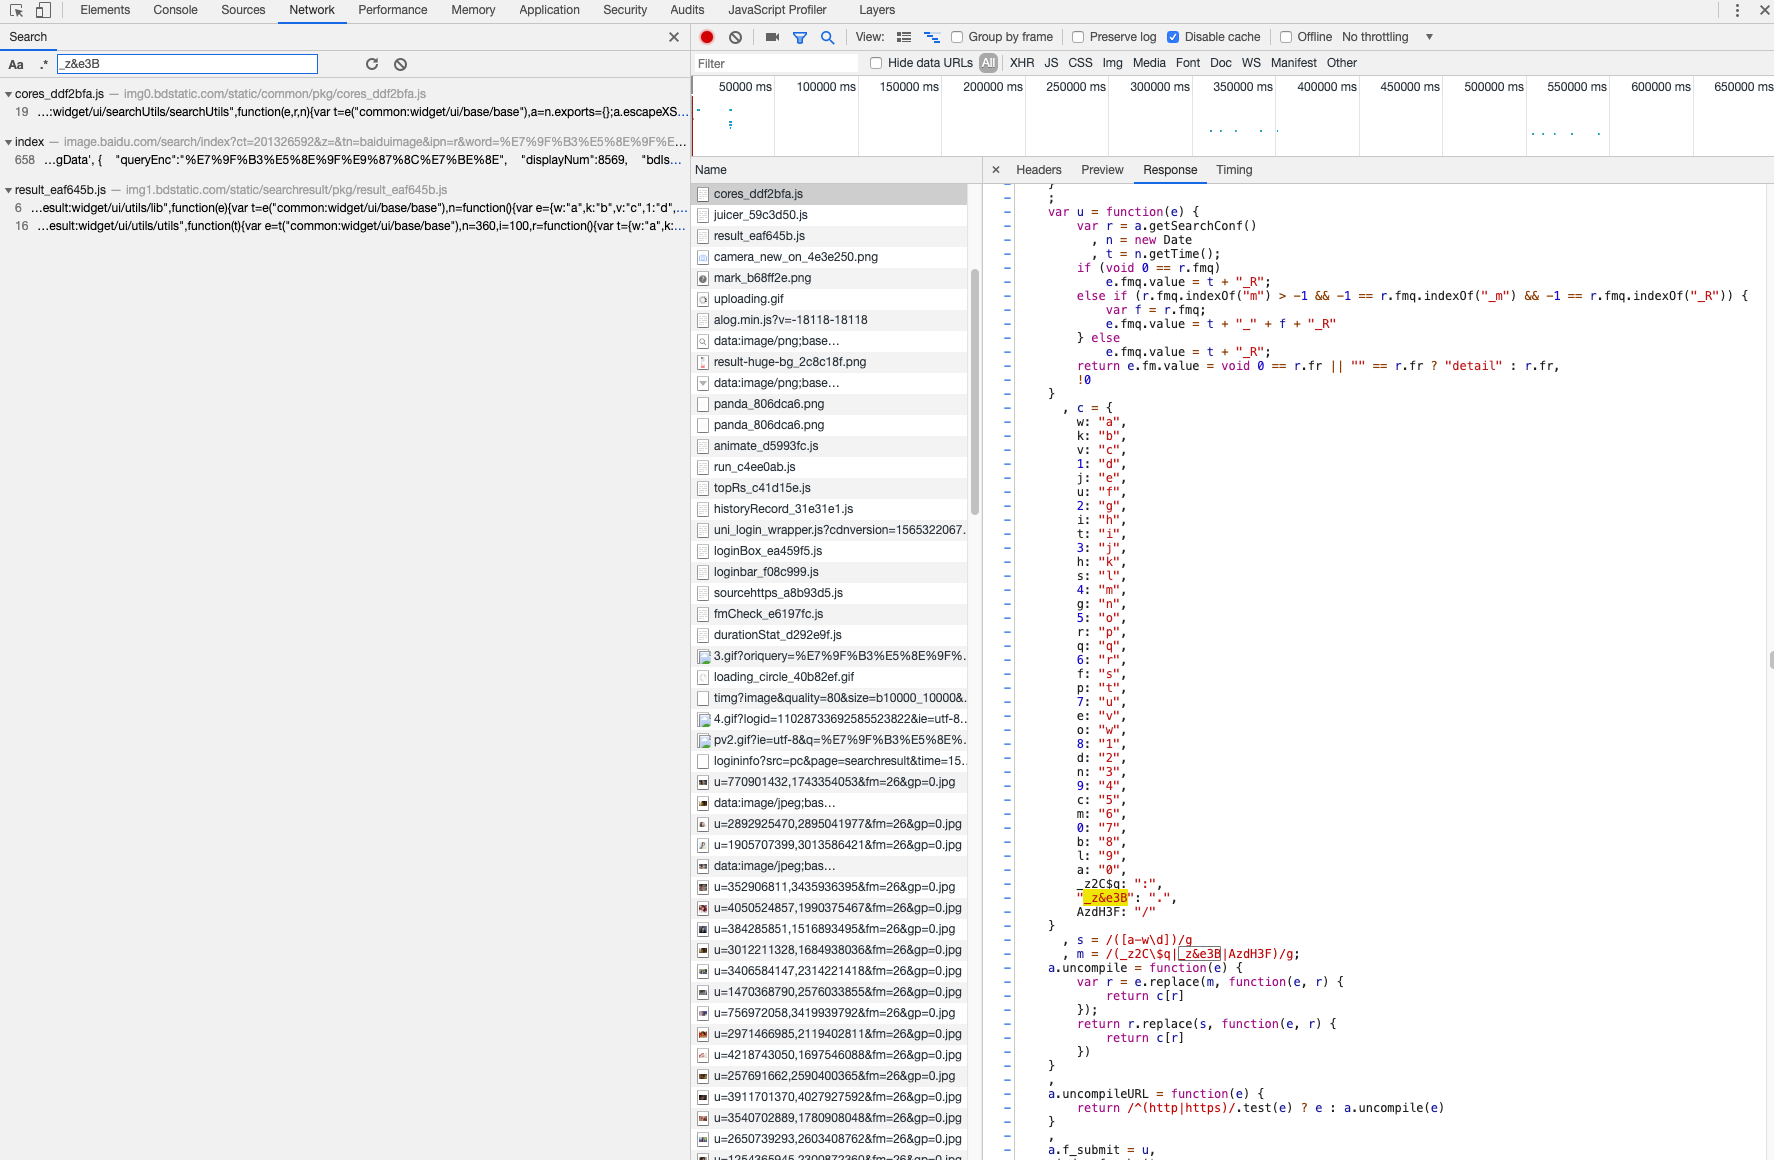 Elements Console Sources Network Performance Memory Application Security Audits JavaScript Profiler Layers
Search
Aa .* _z&e3B
cores_ddf2bfa.js — img0.bdstatic.com/static/common/pkg/cores_ddf2bfa.js
19 …:widget/ui/searchUtils/searchUtils",function(e,r,n){var t=e("common:widget/ui/base/base"),a=n.exports={};a.escapeXS…
index — image.baidu.com/search/index?ct=201326592&z=&tn=baiduimage&ipn=r&word=%E7%9F%B3%E5%8E%9F%E…
658 …gData', { "queryEnc":"%E7%9F%B3%E5%8E%9F%E9%87%8C%E7%BE%8E", "displayNum":8569, "bdIs…
result_eaf645b.js — img1.bdstatic.com/static/searchresult/pkg/result_eaf645b.js
6 …esult:widget/ui/utils/lib",function(e){var t=e("common:widget/ui/base/base"),n=function(){var e={w:"a",k:"b",v:"c",1:"d",…
16 …esult:widget/ui/utils/utils",function(t){var e=t("common:widget/ui/base/base"),n=360,i=100,r=function(){var t={w:"a",k:…
View: Group by frame Preserve log Disable cache Offline No throttling
Filter Hide data URLs All XHR JS CSS Img Media Font Doc WS Manifest Other
50000 ms 100000 ms 150000 ms 200000 ms 250000 ms 300000 ms 350000 ms 400000 ms 450000 ms 500000 ms 550000 ms 600000 ms 650000 ms
Name
cores_ddf2bfa.js
juicer_59c3d50.js
result_eaf645b.js
camera_new_on_4e3e250.png
mark_b68ff2e.png
uploading.gif
alog.min.js?v=-18118-18118
data:image/png;base…
result-huge-bg_2c8c18f.png
data:image/png;base…
panda_806dca6.png
panda_806dca6.png
animate_d5993fc.js
run_c4ee0ab.js
topRs_c41d15e.js
historyRecord_31e31e1.js
uni_login_wrapper.js?cdnversion=1565322067.
loginBox_ea459f5.js
loginbar_f08c999.js
sourcehttps_a8b93d5.js
fmCheck_e6197fc.js
durationStat_d292e9f.js
3.gif?oriquery=%E7%9F%B3%E5%8E%9F%.
loading_circle_40b82ef.gif
timg?image&quality=80&size=b10000_10000&.
4.gif?logid=11028733692585523822&ie=utf-8..
pv2.gif?ie=utf-8&q=%E7%9F%B3%E5%8E%.
logininfo?src=pc&page=searchresult&time=15..
u=770901432,1743354053&fm=26&gp=0.jpg
data:image/jpeg;bas…
u=2892925470,2895041977&fm=26&gp=0.jpg
u=1905707399,3013586421&fm=26&gp=0.jpg
data:image/jpeg;bas…
u=352906811,3435936395&fm=26&gp=0.jpg
u=4050524857,1990375467&fm=26&gp=0.jpg
u=384285851,1516893495&fm=26&gp=0.jpg
u=3012211328,1684938036&fm=26&gp=0.jpg
u=3406584147,2314221418&fm=26&gp=0.jpg
u=1470368790,2576033855&fm=26&gp=0.jpg
u=756972058,3419939792&fm=26&gp=0.jpg
u=2971466985,2119402811&fm=26&gp=0.jpg
u=4218743050,1697546088&fm=26&gp=0.jpg
u=257691662,2590400365&fm=26&gp=0.jpg
u=3911701370,4027927592&fm=26&gp=0.jpg
u=3540702889,1780908048&fm=26&gp=0.jpg
u=2650739293,2603408762&fm=26&gp=0.jpg
u=1254365945,2300872360&fm=26&gp=0.jpg
Headers Preview Response Timing
}
;
var u = function(e) {
var r = a.getSearchConf()
, n = new Date
, t = n.getTime();
if (void 0 == r.fmq)
e.fmq.value = t + "_R";
else if (r.fmq.indexOf("m") > -1 && -1 == r.fmq.indexOf("_m") && -1 == r.fmq.indexOf("_R")) {
var f = r.fmq;
e.fmq.value = t + "_" + f + "_R"
} else
e.fmq.value = t + "_R";
return e.fm.value = void 0 == r.fr || "" == r.fr ? "detail" : r.fr,
!0
}
, c = {
w: "a",
k: "b",
v: "c",
1: "d",
j: "e",
u: "f",
2: "g",
i: "h",
t: "i",
3: "j",
h: "k",
s: "l",
4: "m",
g: "n",
5: "o",
r: "p",
q: "q",
6: "r",
f: "s",
p: "t",
7: "u",
e: "v",
o: "w",
8: "1",
d: "2",
n: "3",
9: "4",
c: "5",
m: "6",
0: "7",
b: "8",
l: "9",
a: "0",
_z2C$q: ":",
"_z&e3B": ".",
AzdH3F: "/"
}
, s = /([a-w\d])/g
, m = /(_z2C\$q|_z&e3B|AzdH3F)/g;
a.uncompile = function(e) {
var r = e.replace(m, function(e, r) {
return c[r]
});
return r.replace(s, function(e, r) {
return c[r]
})
}
,
a.uncompileURL = function(e) {
return /^(http|https)/.test(e) ? e : a.uncompile(e)
}
,
a.f_submit = u,